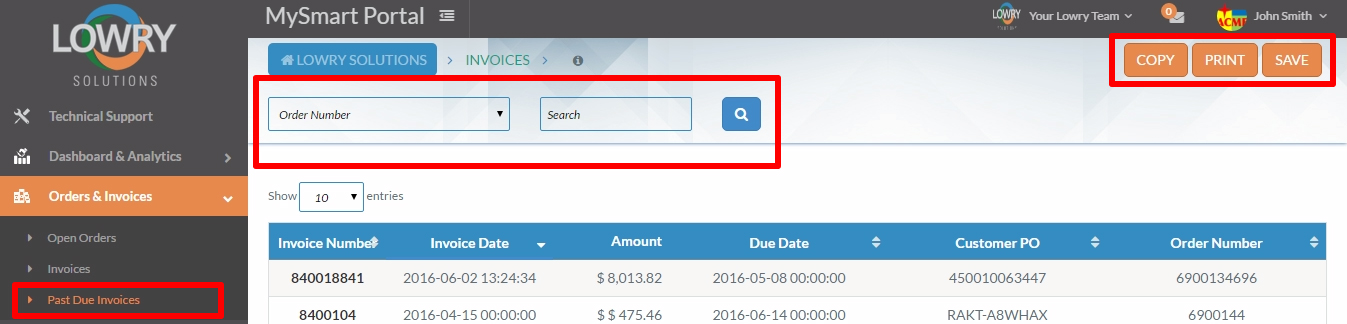 LOWRY
SOLUTIONS
Technical Support
Dashboard & Analytics
Orders & Invoices
Open Orders
Invoices
Past Due Invoices
MySmart Portal
LOWRY
Your Lowry Team
0
ACME
John Smith
LOWRY SOLUTIONS > INVOICES >
COPY PRINT SAVE
Order Number
Search
Show 10 entries
Invoice Number Invoice Date Amount Due Date Customer PO Order Number
840018841 2016-06-02 13:24:34 $ 8,013.82 2016-05-08 00:00:00 450010063447 6900134696
8400104 2016-04-15 00:00:00 $ $ 475.46 2016-06-14 00:00:00 RAKT-A8WHAX 6900144